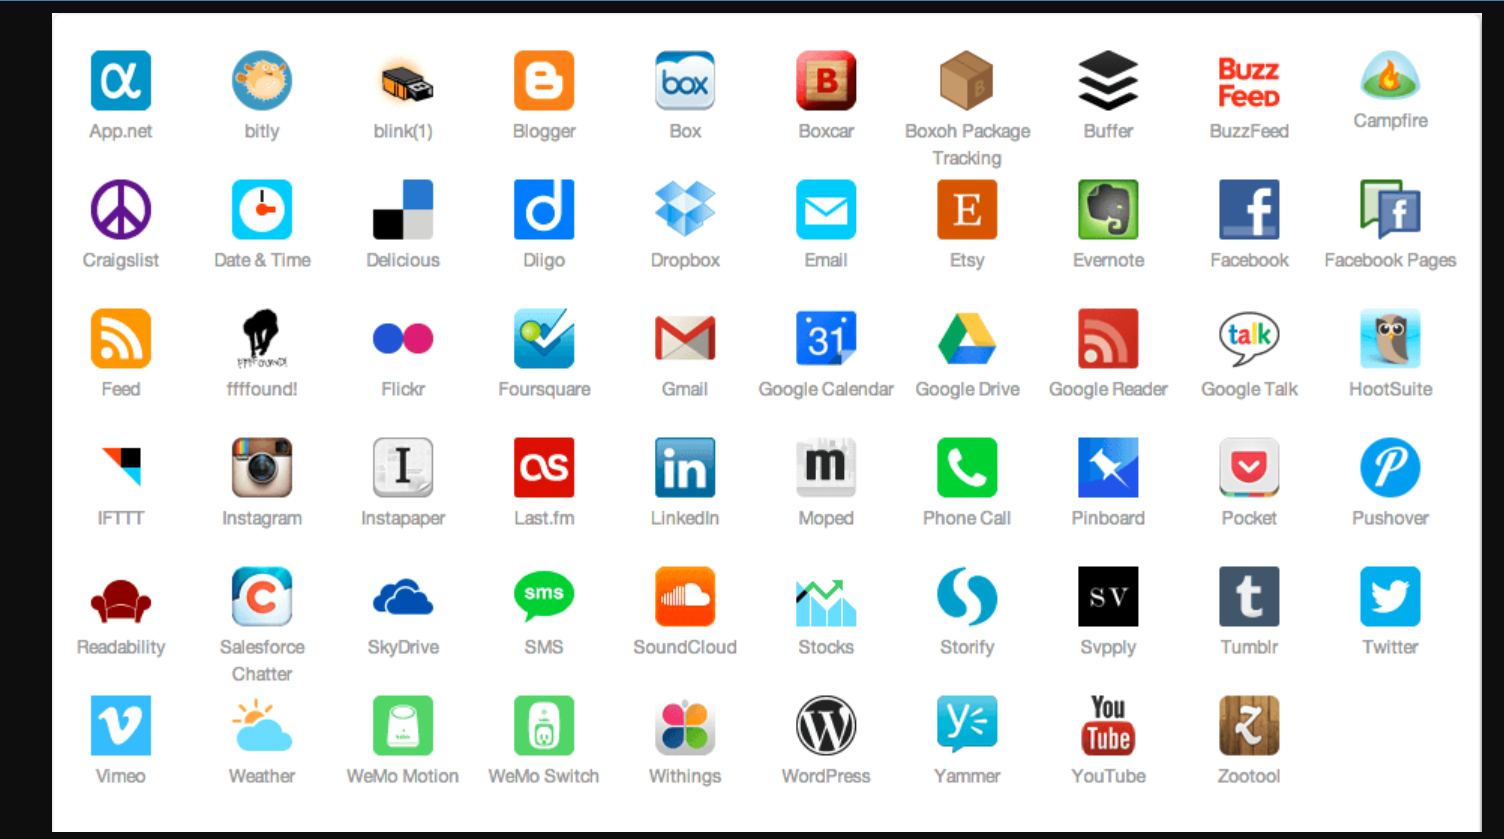 α
box
B
B
BUZZ
FEED
App.net
bitly
blink(1)
Blogger
Box
Boxcar
Boxoh Package
Tracking
Buffer
BuzzFeed
Campfire
d
E
f
f
Craigslist
Date & Time
Delicious
Diigo
Dropbox
Email
Etsy
Evernote
Facebook
Facebook Pages
FFFFOUND!
31
talk
Feed
ffffound!
Flickr
Foursquare
Gmail
Google Calendar
Google Drive
Google Reader
Google Talk
HootSuite
I
as
in
m
P
IFTTT
Instagram
Instapaper
Last.fm
LinkedIn
Moped
Phone Call
Pinboard
Pocket
Pushover
C
sms
SV
t
Readability
Salesforce
Chatter
SkyDrive
SMS
SoundCloud
Stocks
Storify
Svpply
Tumblr
Twitter
V
W
y
You
Tube
Z
Vimeo
Weather
WeMo Motion
WeMo Switch
Withings
WordPress
Yammer
YouTube
Zootool